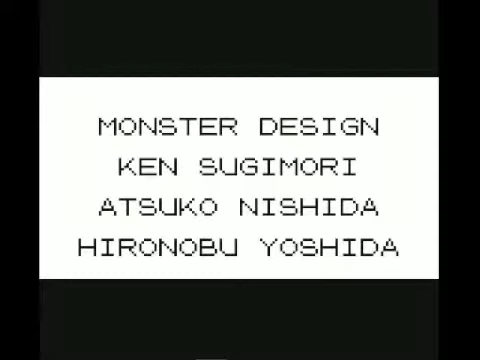 MONSTER DESIGN
KEN SUGIMORI
ATSUKO NISHIDA
HIRONOBU YOSHIDA